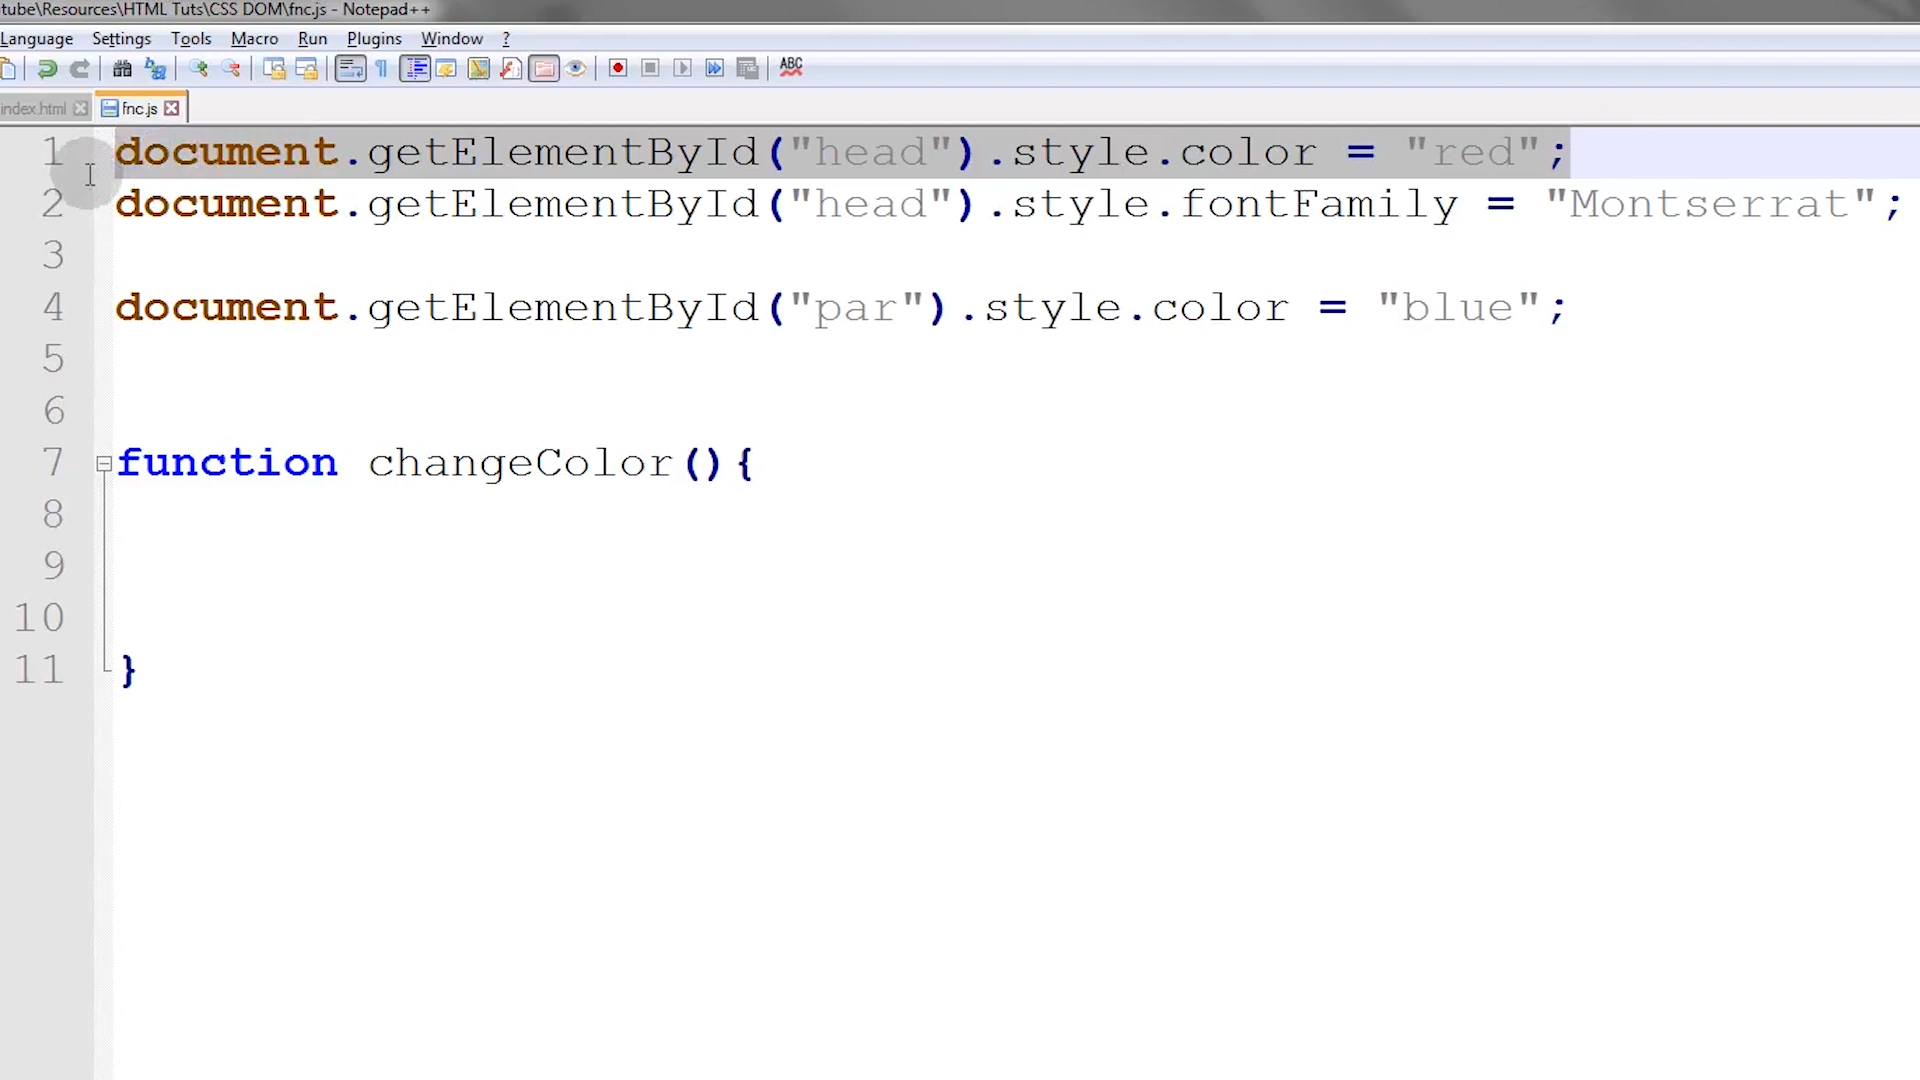 tube\Resources\HTML Tuts\CSS DOM\fnc.js - Notepad++
Language Settings Tools Macro Run Plugins Window ?
ABC
index.html fnc.js
1 document.getElementById("head").style.color = "red";
2 document.getElementById("head").style.fontFamily = "Montserrat";
3
4 document.getElementById("par").style.color = "blue";
5
6
7 function changeColor(){
8
9
10
11 }